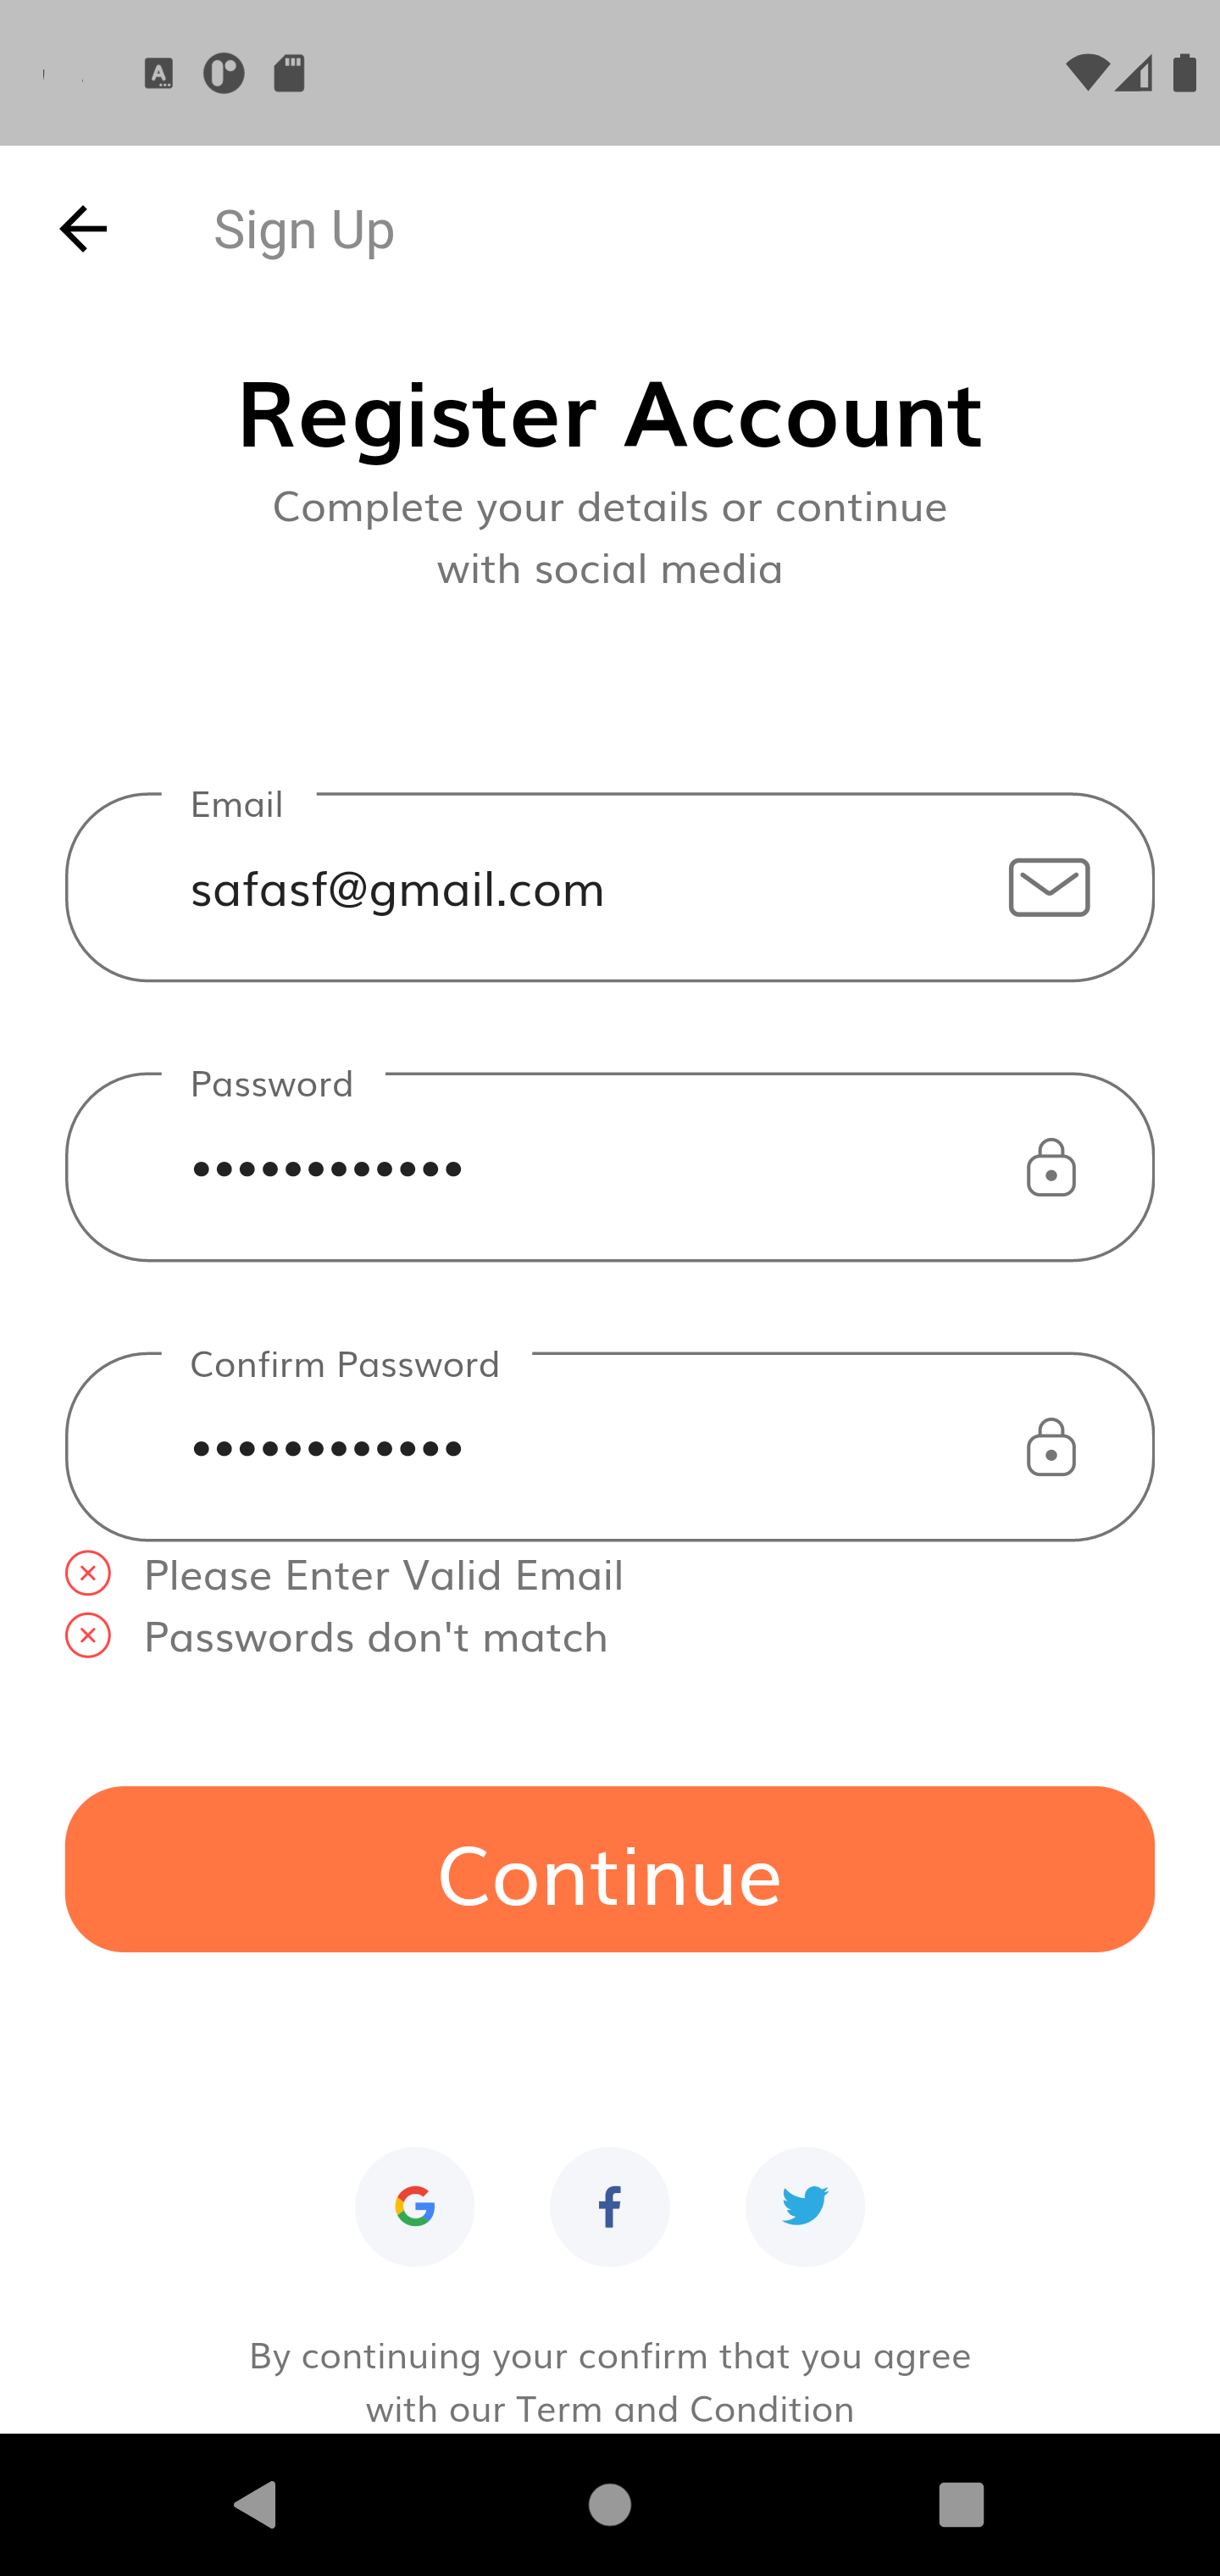 Sign Up
Register Account
Complete your details or continue
with social media
Email
safasf@gmail.com
Password
••••••••••••
Confirm Password
••••••••••••
Please Enter Valid Email
Passwords don't match
Continue
By continuing your confirm that you agree
with our Term and Condition